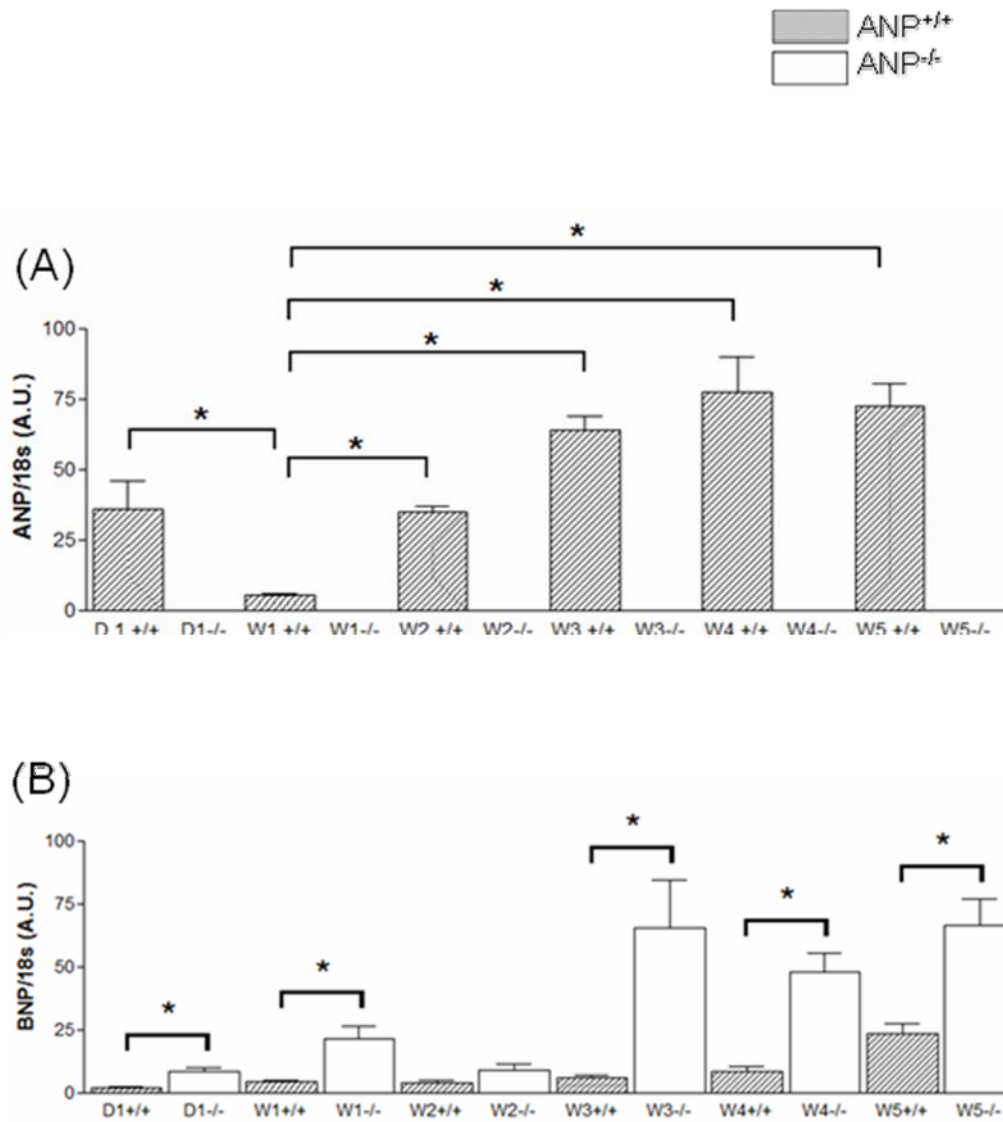 ANP+/+
ANP-/-
(A)
*
*
*
*
*
ANP/18s (A.U.)
100
75
50
25
0
D 1 +/+ D1-/- W1 +/+ W1-/- W2 +/+ W2-/- W3 +/+ W3-/- W4 +/+ W4-/- W5 +/+ W5-/-
(B)
*
*
*
*
*
BNP/18s (A.U.)
100
75
50
25
0
D1+/+ D1-/- W1+/+ W1-/- W2+/+ W2-/- W3+/+ W3-/- W4+/+ W4-/- W5+/+ W5-/-